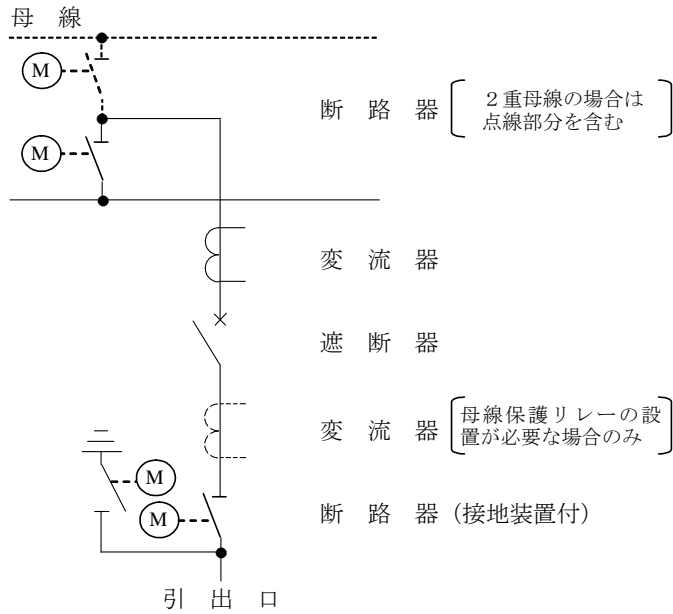 母 線
M
M
断 路 器
２重母線の場合は
点線部分を含む
変 流 器
遮 断 器
変 流 器
母線保護リレーの設
置が必要な場合のみ
M
M
断 路 器 (接地装置付)
引 出 口